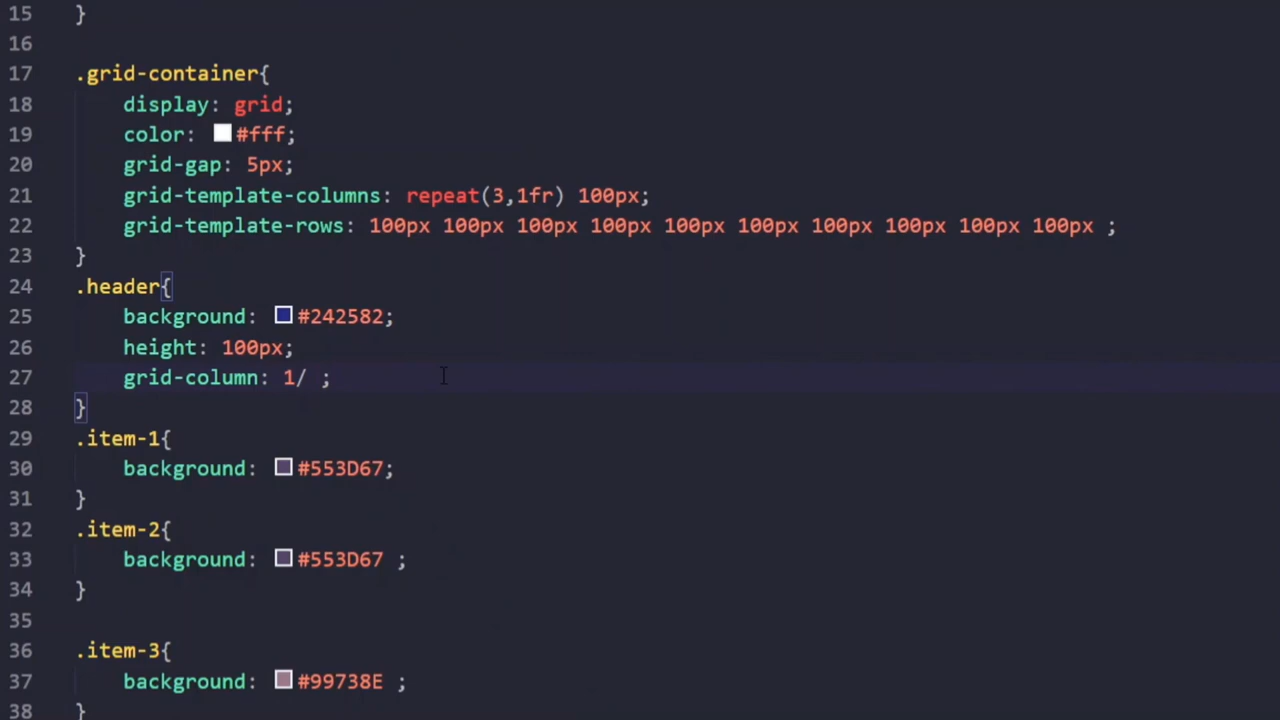 15 }
16
17 .grid-container{
18 display: grid;
19 color: #fff;
20 grid-gap: 5px;
21 grid-template-columns: repeat(3,1fr) 100px;
22 grid-template-rows: 100px 100px 100px 100px 100px 100px 100px 100px 100px 100px ;
23 }
24 .header{
25 background: #242582;
26 height: 100px;
27 grid-column: 1/ ;
28 }
29 .item-1{
30 background: #553D67;
31 }
32 .item-2{
33 background: #553D67 ;
34 }
35
36 .item-3{
37 background: #99738E ;
38 }